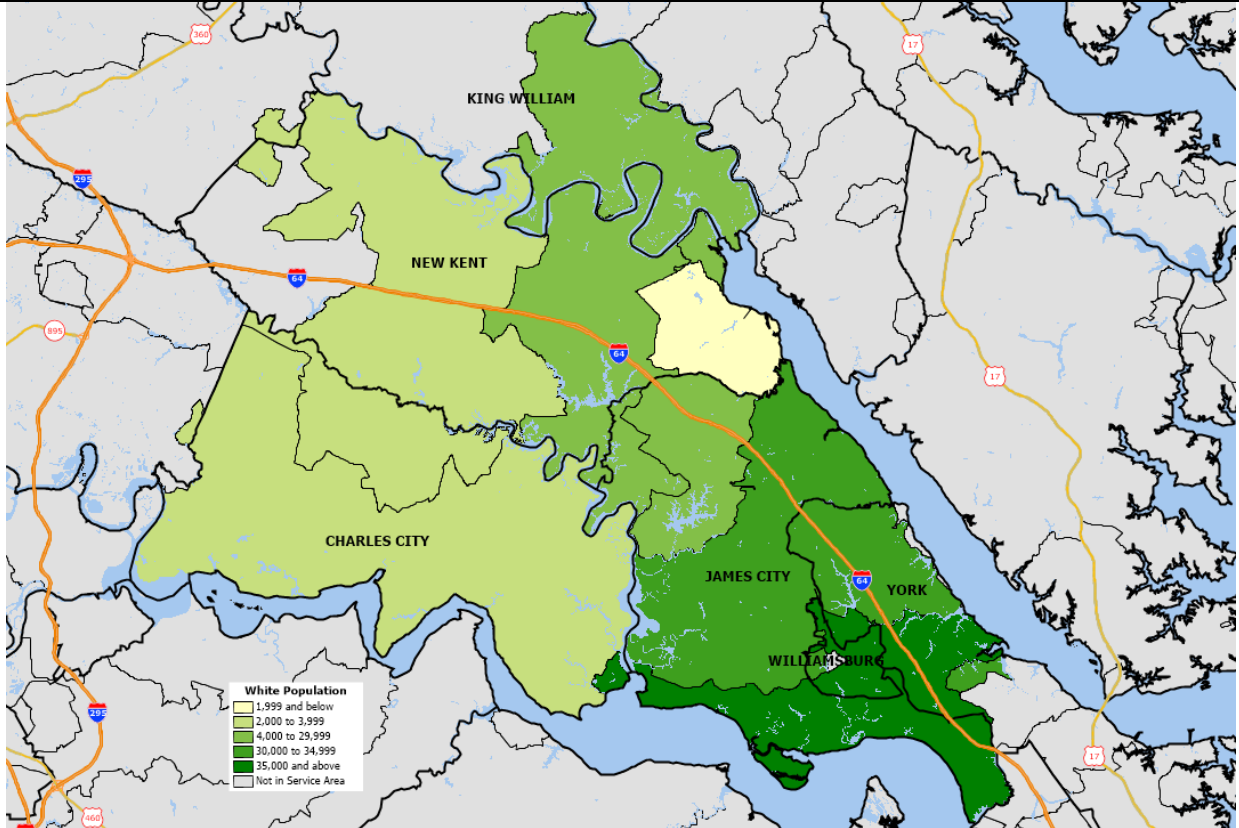 360
17
KING WILLIAM
295
NEW KENT
64
895
64
17
CHARLES CITY
JAMES CITY
64
YORK
WILLIAMSBURG
White Population
1,999 and below
2,000 to 3,999
4,000 to 29,999
30,000 to 34,999
35,000 and above
Not in Service Area
295
17
460